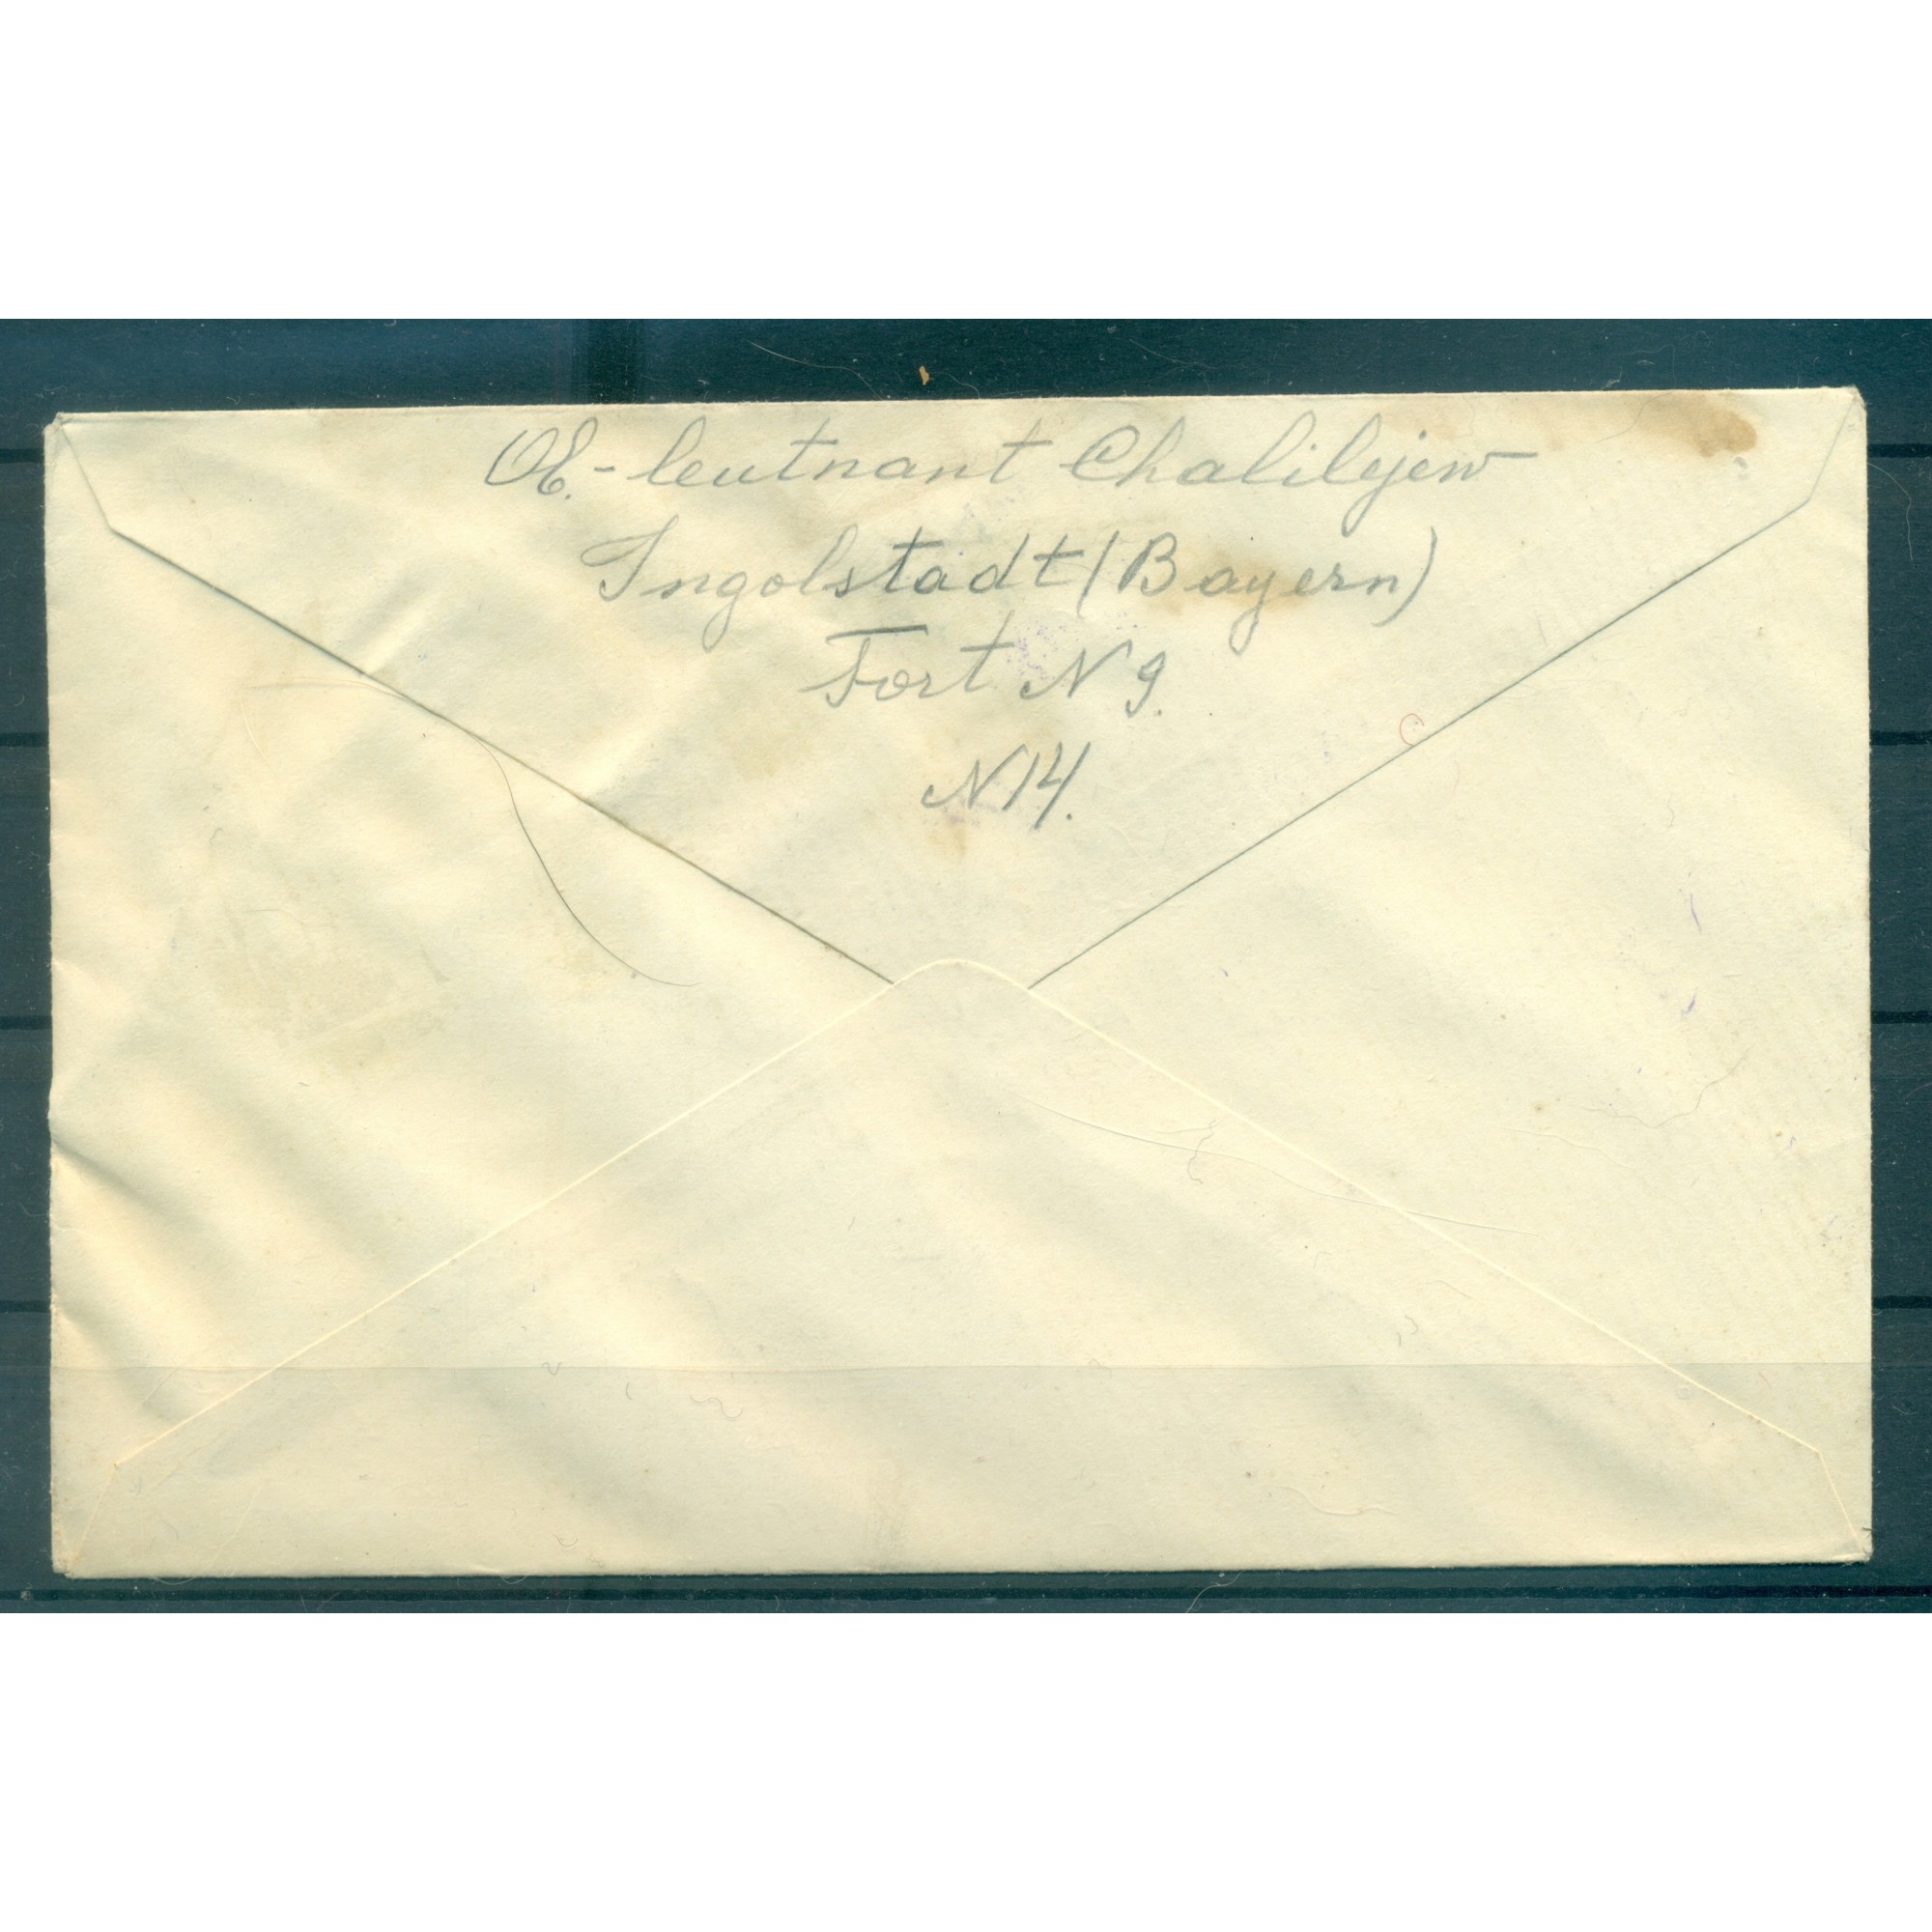 Ob.-leutnant Chalilejew
Ingolstadt (Bayern)
Fort N 9.
N 14.